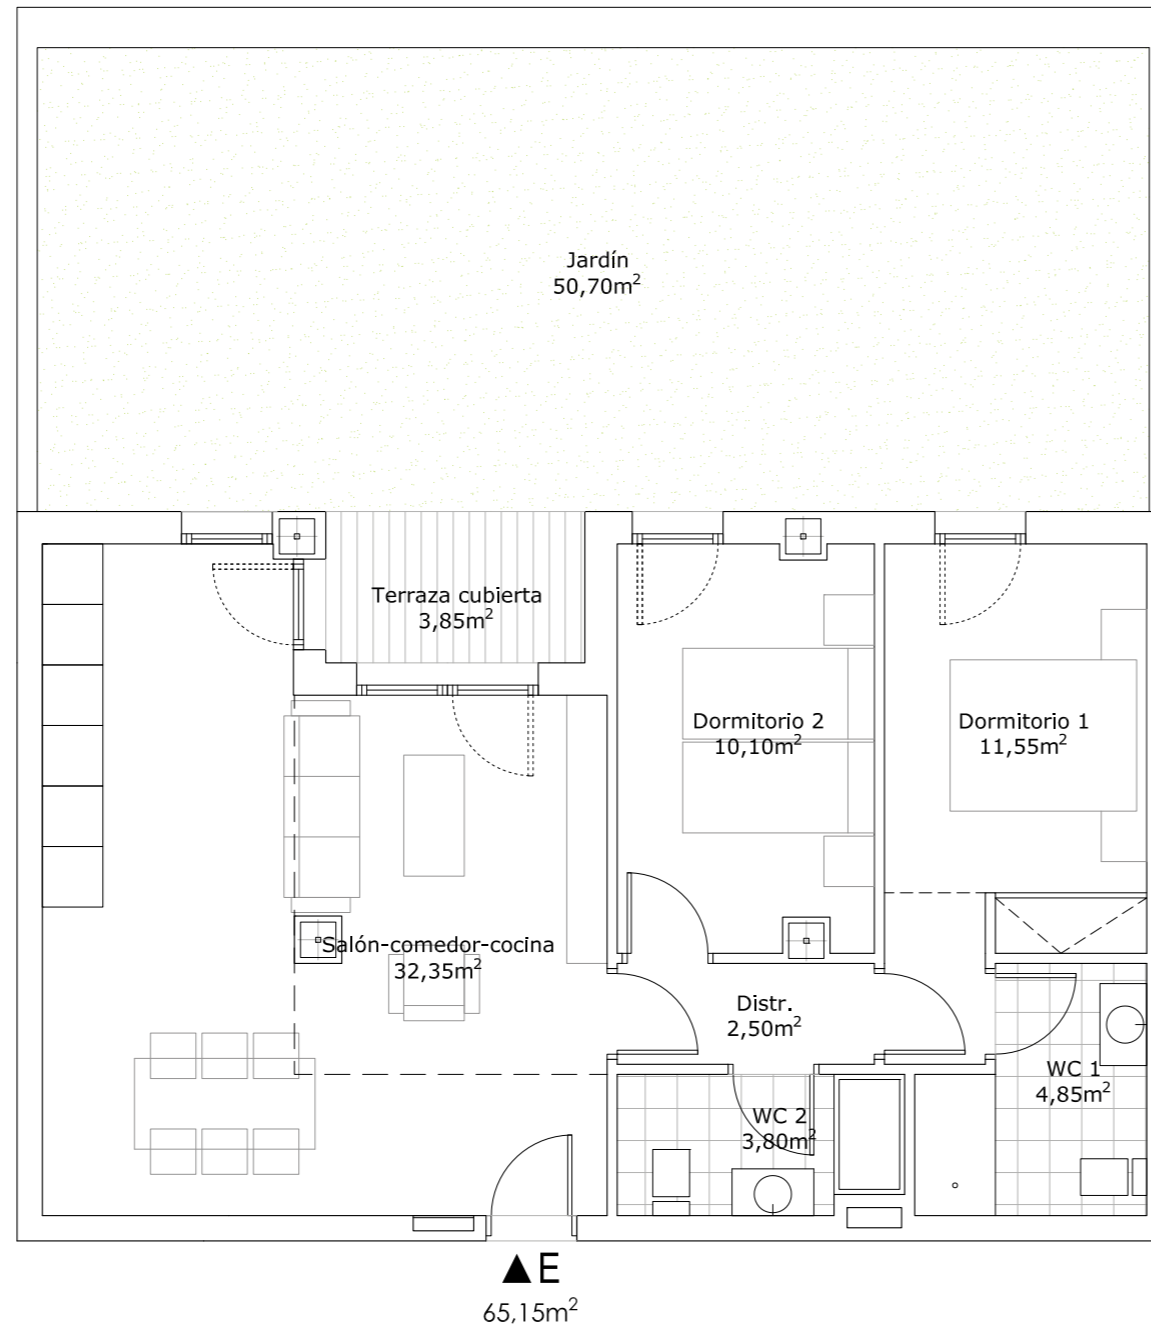 Jardín
50,70m²
Terraza cubierta
3,85m²
Dormitorio 2
10,10m²
Dormitorio 1
11,55m²
Salón-comedor-cocina
32,35m²
Distr.
2,50m²
WC 1
4,85m²
WC 2
3,80m²
▲E
65,15m²